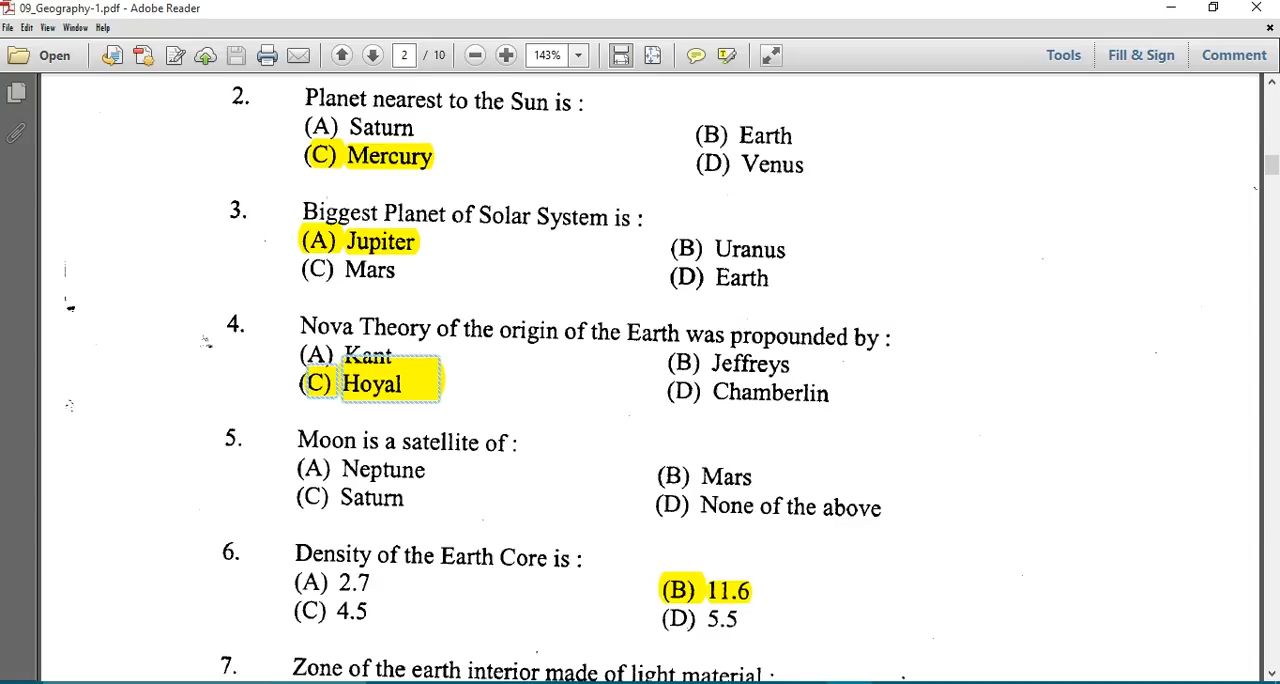 09_Geography-1.pdf - Adobe Reader
File Edit View Window Help
Open 2 / 10 143% Tools Fill & Sign Comment
2. Planet nearest to the Sun is :
(A) Saturn (B) Earth
(C) Mercury (D) Venus
3. Biggest Planet of Solar System is :
(A) Jupiter (B) Uranus
(C) Mars (D) Earth
4. Nova Theory of the origin of the Earth was propounded by :
(A) Kant (B) Jeffreys
(C) Hoyal (D) Chamberlin
5. Moon is a satellite of :
(A) Neptune (B) Mars
(C) Saturn (D) None of the above
6. Density of the Earth Core is :
(A) 2.7 (B) 11.6
(C) 4.5 (D) 5.5
7. Zone of the earth interior made of light material :